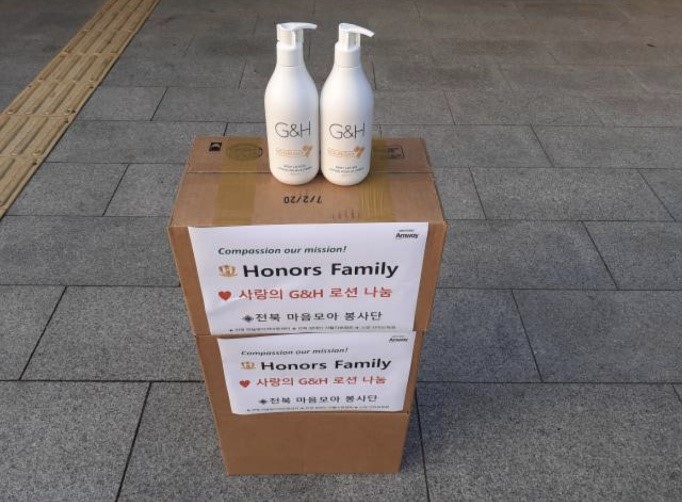 G&H
G&H
BODY LOTION
7/2/20
Amway
Compassion our mission!
Honors Family
♥ 사랑의 G&H 로션 나눔
◈전북 마음모아 봉사단
Amway
Compassion our mission!
Honors Family
♥ 사랑의 G&H 로션 나눔
◈전북 마음모아 봉사단